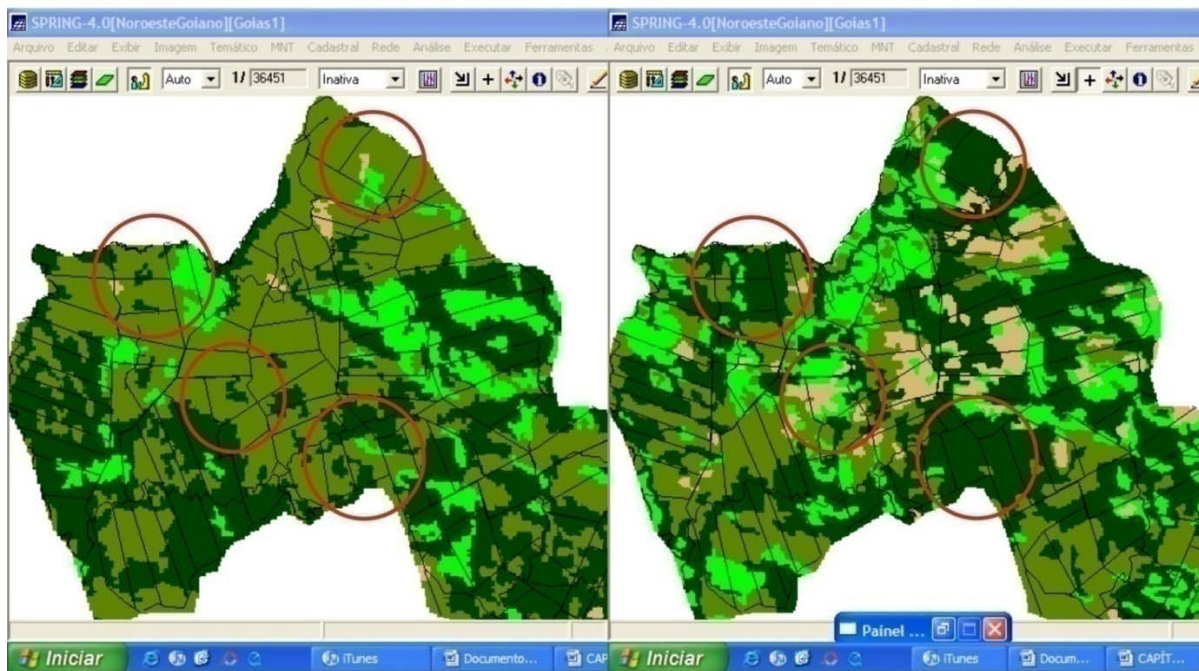 SPRING-4.0[NoroesteGoiano][Goias1]
Arquivo Editar Exibir Imagem Temático MNT Cadastral Rede Análise Executar Ferramentas
Auto 1/ 36451 Inativa
Iniciar iTunes Documento... CAP
SPRING-4.0[NoroesteGoiano][Goias1]
Arquivo Editar Exibir Imagem Temático MNT Cadastral Rede Análise Executar Ferramentas
Auto 1/ 36451 Inativa
Painel ...
Iniciar iTunes Docum... CAPÍT...